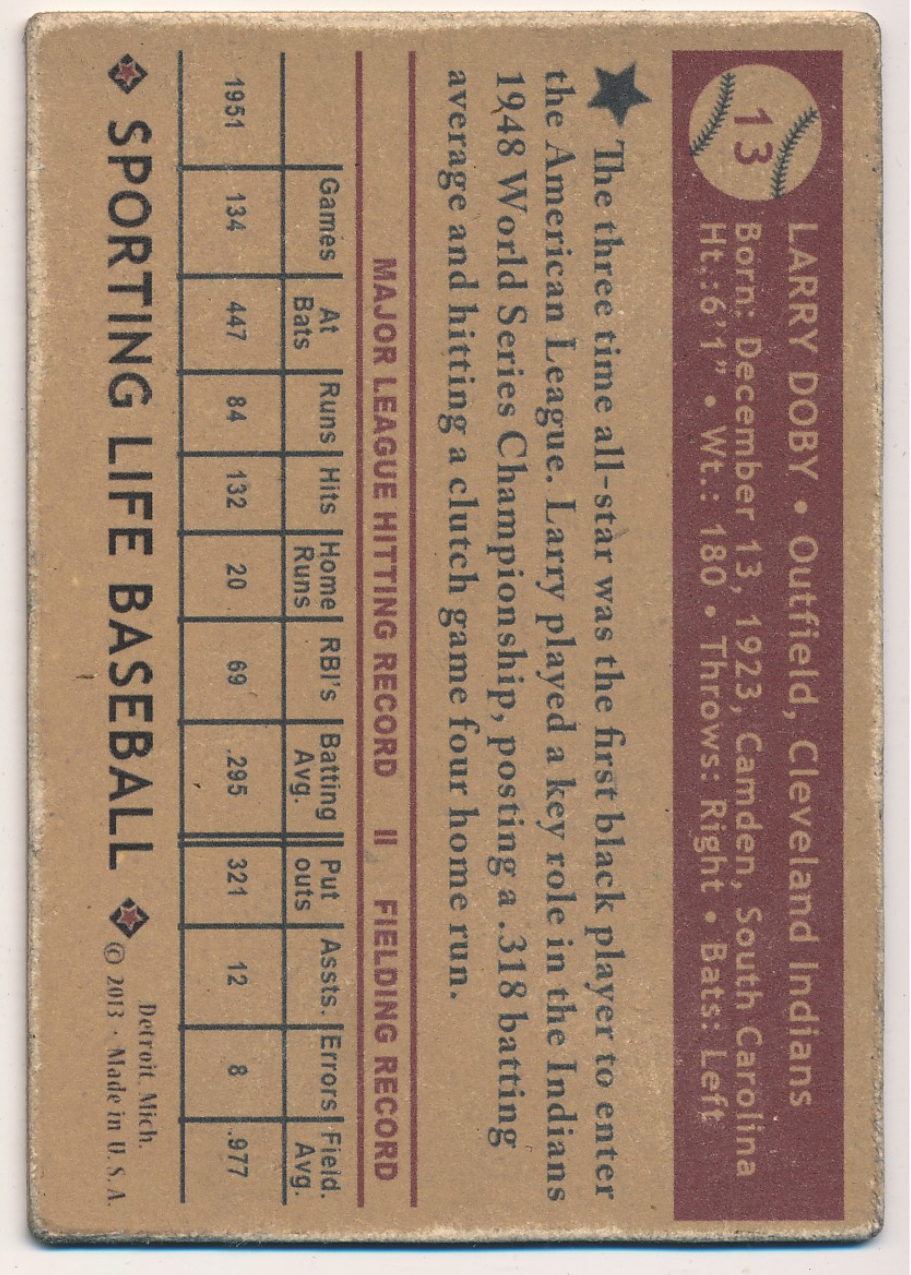 13
LARRY DOBY • Outfield, Cleveland Indians
Born: December 13, 1923, Camden, South Carolina
Ht.:6'1" • Wt.: 180 • Throws: Right • Bats: Left
The three time all-star was the first black player to enter
the American League. Larry played a key role in the Indians
1948 World Series Championship, posting a .318 batting
average and hitting a clutch game four home run.
MAJOR LEAGUE HITTING RECORD II FIELDING RECORD
Games At Bats Runs Hits Home Runs RBI's Batting Avg. Put outs Assts. Errors Field. Avg.
1951 134 447 84 132 20 69 .295 321 12 8 .977
SPORTING LIFE BASEBALL
Detroit, Mich.
© 2013 · Made in U. S. A.